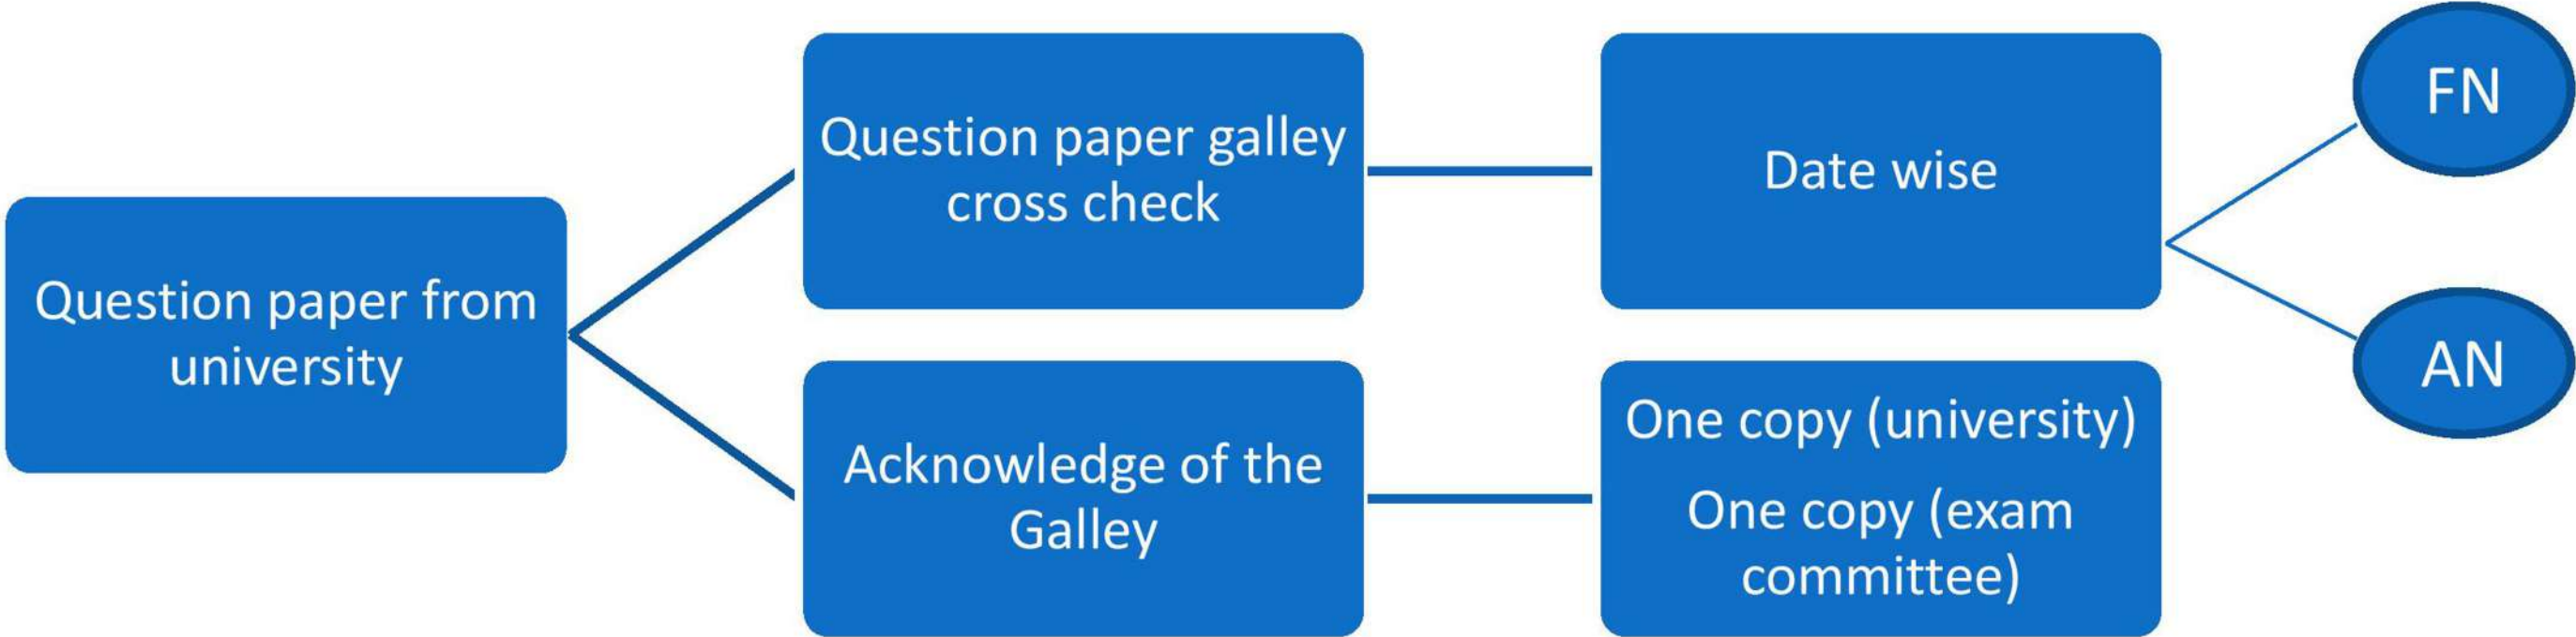 Question paper from
university
Question paper galley
cross check
Date wise
FN
AN
Acknowledge of the
Galley
One copy (university)
One copy (exam
committee)